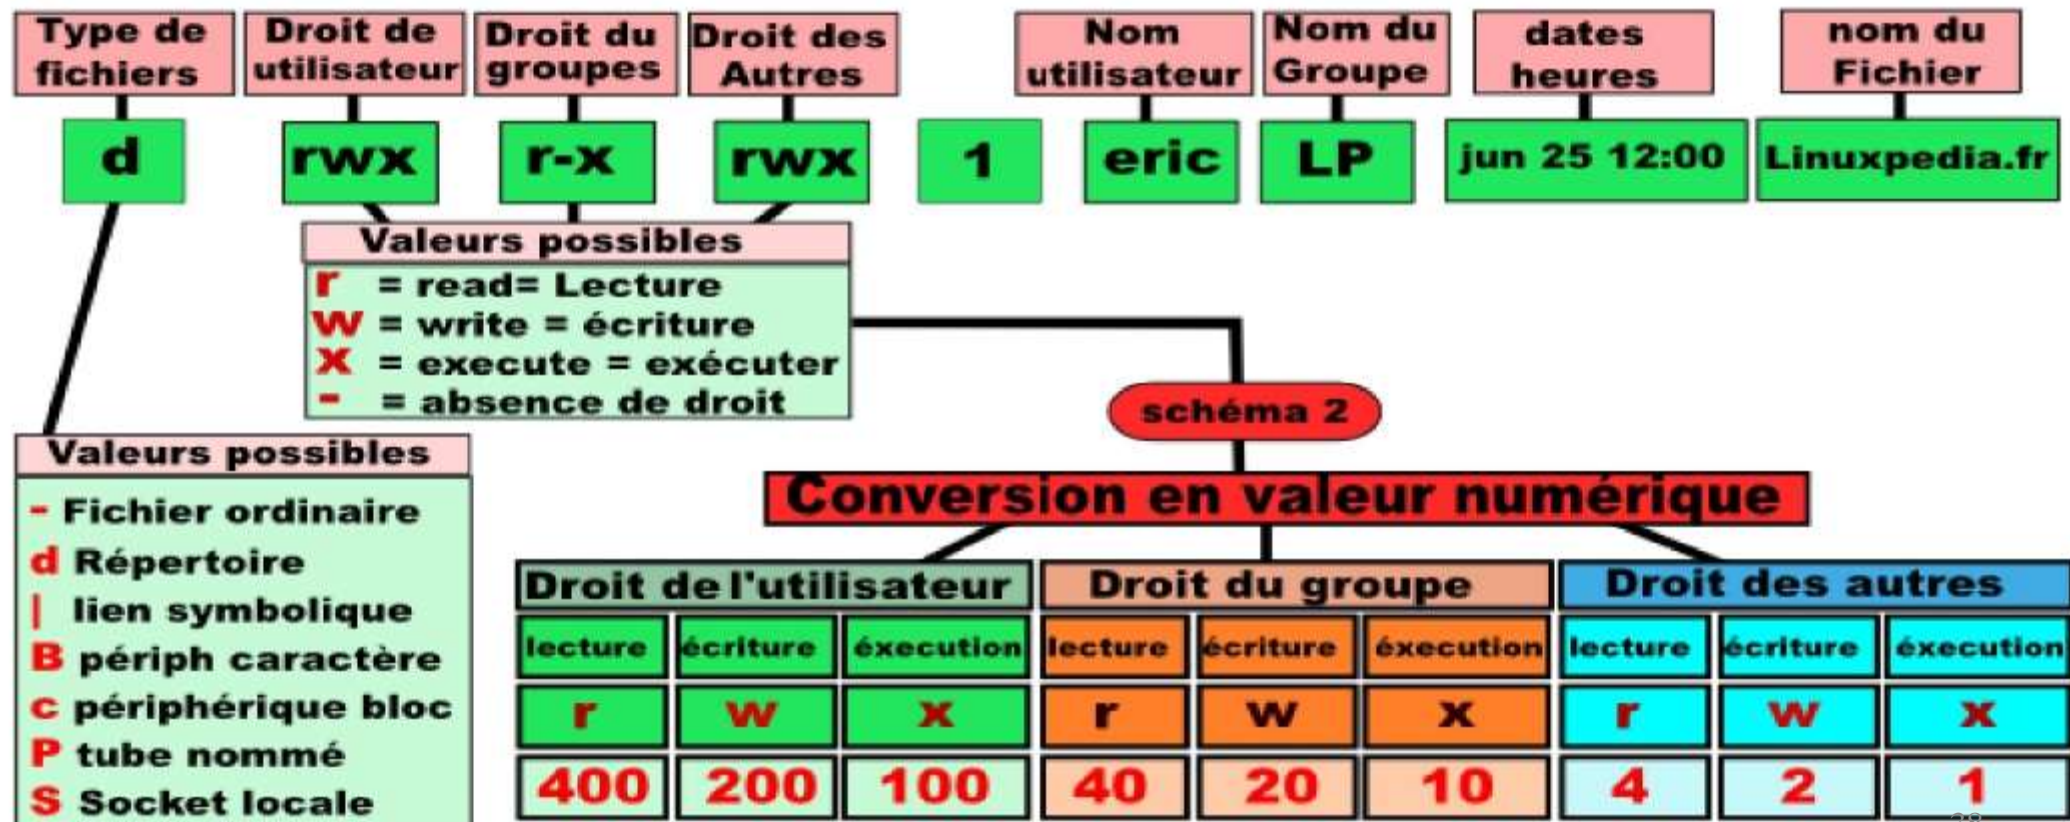 Type de fichiers
Droit de utilisateur
Droit du groupes
Droit des Autres
Nom utilisateur
Nom du Groupe
dates heures
nom du Fichier
d rwx r-x rwx 1 eric LP jun 25 12:00 Linuxpedia.fr
Valeurs possibles
r = read= Lecture
w = write = écriture
x = execute = exécuter
- = absence de droit
schéma 2
Valeurs possibles
- Fichier ordinaire
d Répertoire
| lien symbolique
B périph caractère
c périphérique bloc
P tube nommé
S Socket locale
Conversion en valeur numérique
Droit de l'utilisateur Droit du groupe Droit des autres
lecture écriture éxecution lecture écriture éxecution lecture écriture éxecution
r w x r w x r w x
400 200 100 40 20 10 4 2 1